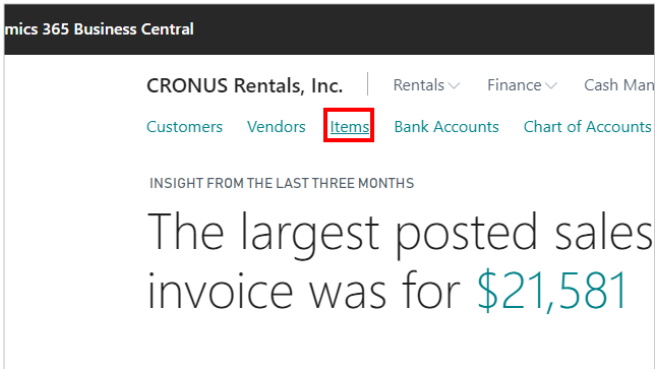 mics 365 Business Central
CRONUS Rentals, Inc. Rentals Finance Cash Man
Customers Vendors Items Bank Accounts Chart of Accounts
INSIGHT FROM THE LAST THREE MONTHS
The largest posted sales
invoice was for $21,581